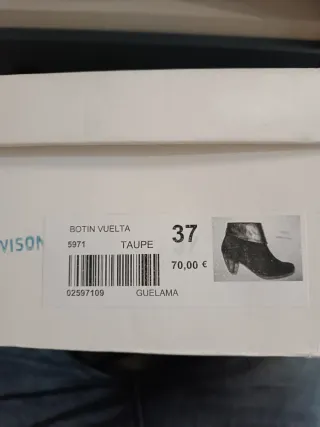 BOTIN VUELTA
37
5971 TAUPE
70,00 €
02597109 GUELAMA
VISON